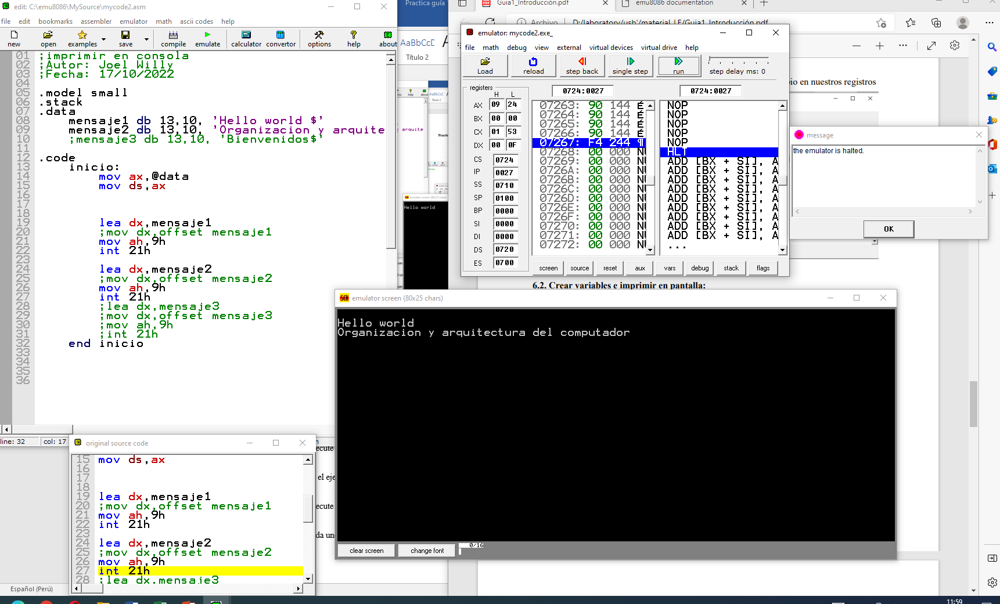 edit: C:\emu8086\MySource\mycode2.asm
file edit bookmarks assembler emulator math ascii codes help
new open examples save compile emulate calculator convertor options help about
01 ;imprimir en consola
02 ;Autor: Joel Willy
03 ;Fecha: 17/10/2022
04
05 .model small
06 .stack
07 .data
08 mensaje1 db 13,10, 'Hello world $'
09 mensaje2 db 13,10, 'Organizacion y arquite
10 ;mensaje3 db 13,10, 'Bienvenidos$'
11
12 .code
13 inicio:
14 mov ax,@data
15 mov ds,ax
16
17
18
19 lea dx,mensaje1
20 ;mov dx,offset mensaje1
21 mov ah,9h
22 int 21h
23
24 lea dx,mensaje2
25 ;mov dx,offset mensaje2
26 mov ah,9h
27 int 21h
28 ;lea dx,mensaje3
29 ;mov dx,offset mensaje3
30 ;mov ah,9h
31 ;int 21h
32 end inicio
33
34
35
36
line: 32 col: 17
original source code
15 mov ds,ax
16
17
18
19 lea dx,mensaje1
20 ;mov dx,offset mensaje1
21 mov ah,9h
22 int 21h
23
24 lea dx,mensaje2
25 ;mov dx,offset mensaje2
26 mov ah,9h
27 int 21h
28 ;lea dx,mensaje3
Español (Perú)
Practica guía
AaBbCcD
Título 2
Guia1_Introducción.pdf
emu8086 documentation
Archivo D:/laboratory/usb'/material_LE/Guia1_Introducción.pdf
bio en nuestros registros
emulator: mycode2.exe_
file math debug view external virtual devices virtual drive help
Load reload step back single step run step delay ms: 0
registers
H L
0724:0027 0724:0027
AX 09 24
BX 00 00
CX 01 53
DX 00 0F
CS 0724
IP 0027
SS 0710
SP 0100
BP 0000
SI 0000
DI 0000
DS 0720
ES 0700
07263: 90 144 É NOP
07264: 90 144 É NOP
07265: 90 144 É NOP
07266: 90 144 É NOP
07267: F4 244 ¶ NOP
07268: 00 000 NU HLT
07269: 00 000 NU ADD [BX + SI], A
0726A: 00 000 NU ADD [BX + SI], A
0726B: 00 000 NU ADD [BX + SI], A
0726C: 00 000 NU ADD [BX + SI], A
0726D: 00 000 NU ADD [BX + SI], A
0726E: 00 000 NU ADD [BX + SI], A
0726F: 00 000 NU ADD [BX + SI], A
07270: 00 000 NU ADD [BX + SI], A
07271: 00 000 NU ADD [BX + SI], A
07272: 00 000 NU ...
screen source reset aux vars debug stack flags
message
the emulator is halted.
OK
6.2. Crear variables e imprimir en pantalla:
emulator screen (80x25 chars)
Hello world
Organizacion y arquitectura del computador
clear screen change font 0/16
emulator screen (80x25 chars)
Hello world
ecute
el eje
ecute
da un
11:59